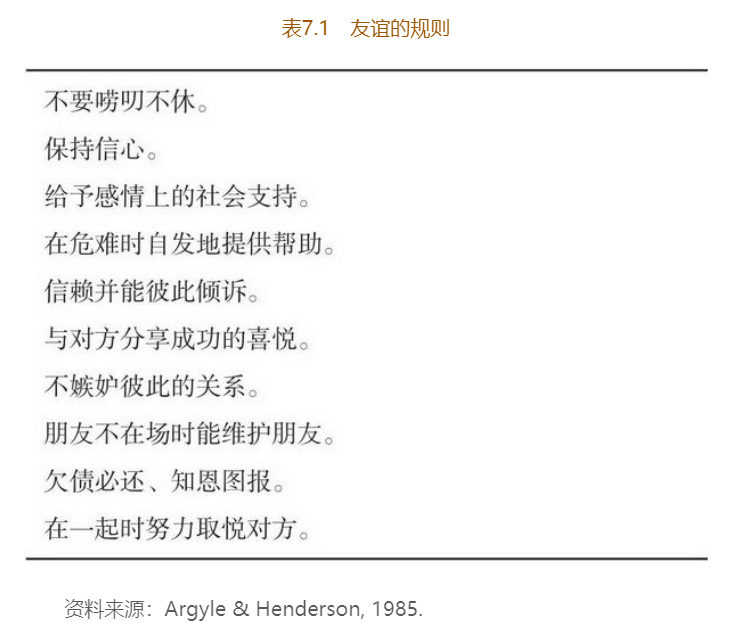 表7.1 友谊的规则
不要唠叨不休。
保持信心。
给予感情上的社会支持。
在危难时自发地提供帮助。
信赖并能彼此倾诉。
与对方分享成功的喜悦。
不嫉妒彼此的关系。
朋友不在场时能维护朋友。
欠债必还、知恩图报。
在一起时努力取悦对方。
资料来源：Argyle & Henderson, 1985.